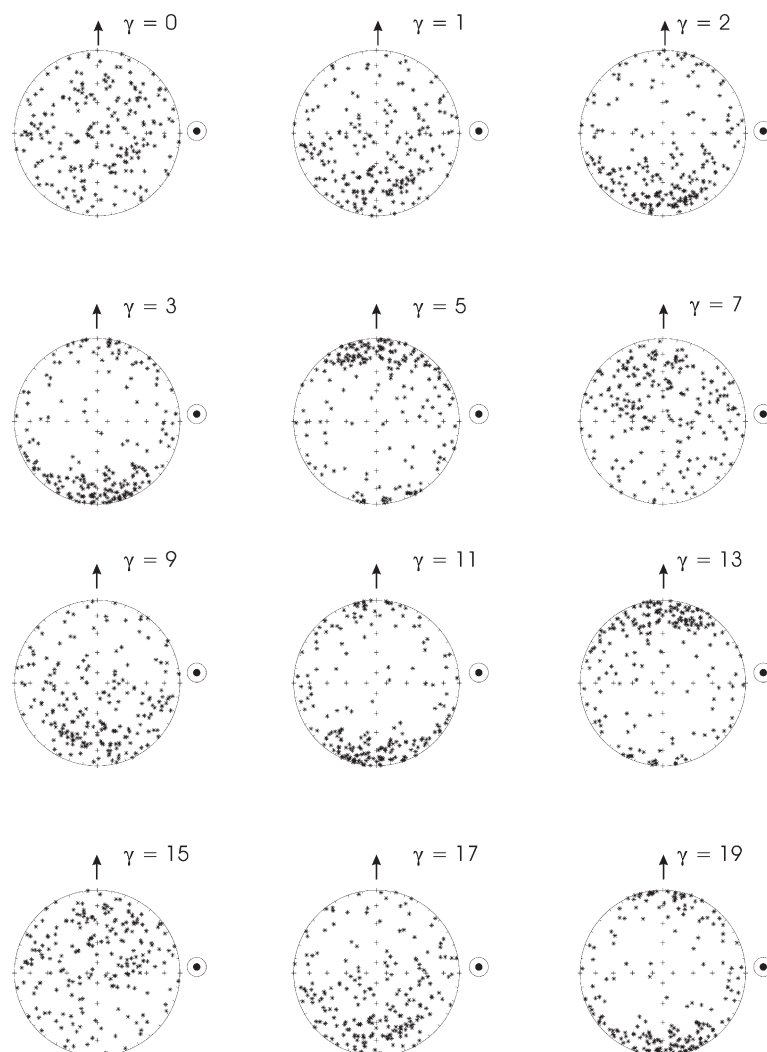 γ = 0
γ = 1
γ = 2
γ = 3
γ = 5
γ = 7
γ = 9
γ = 11
γ = 13
γ = 15
γ = 17
γ = 19